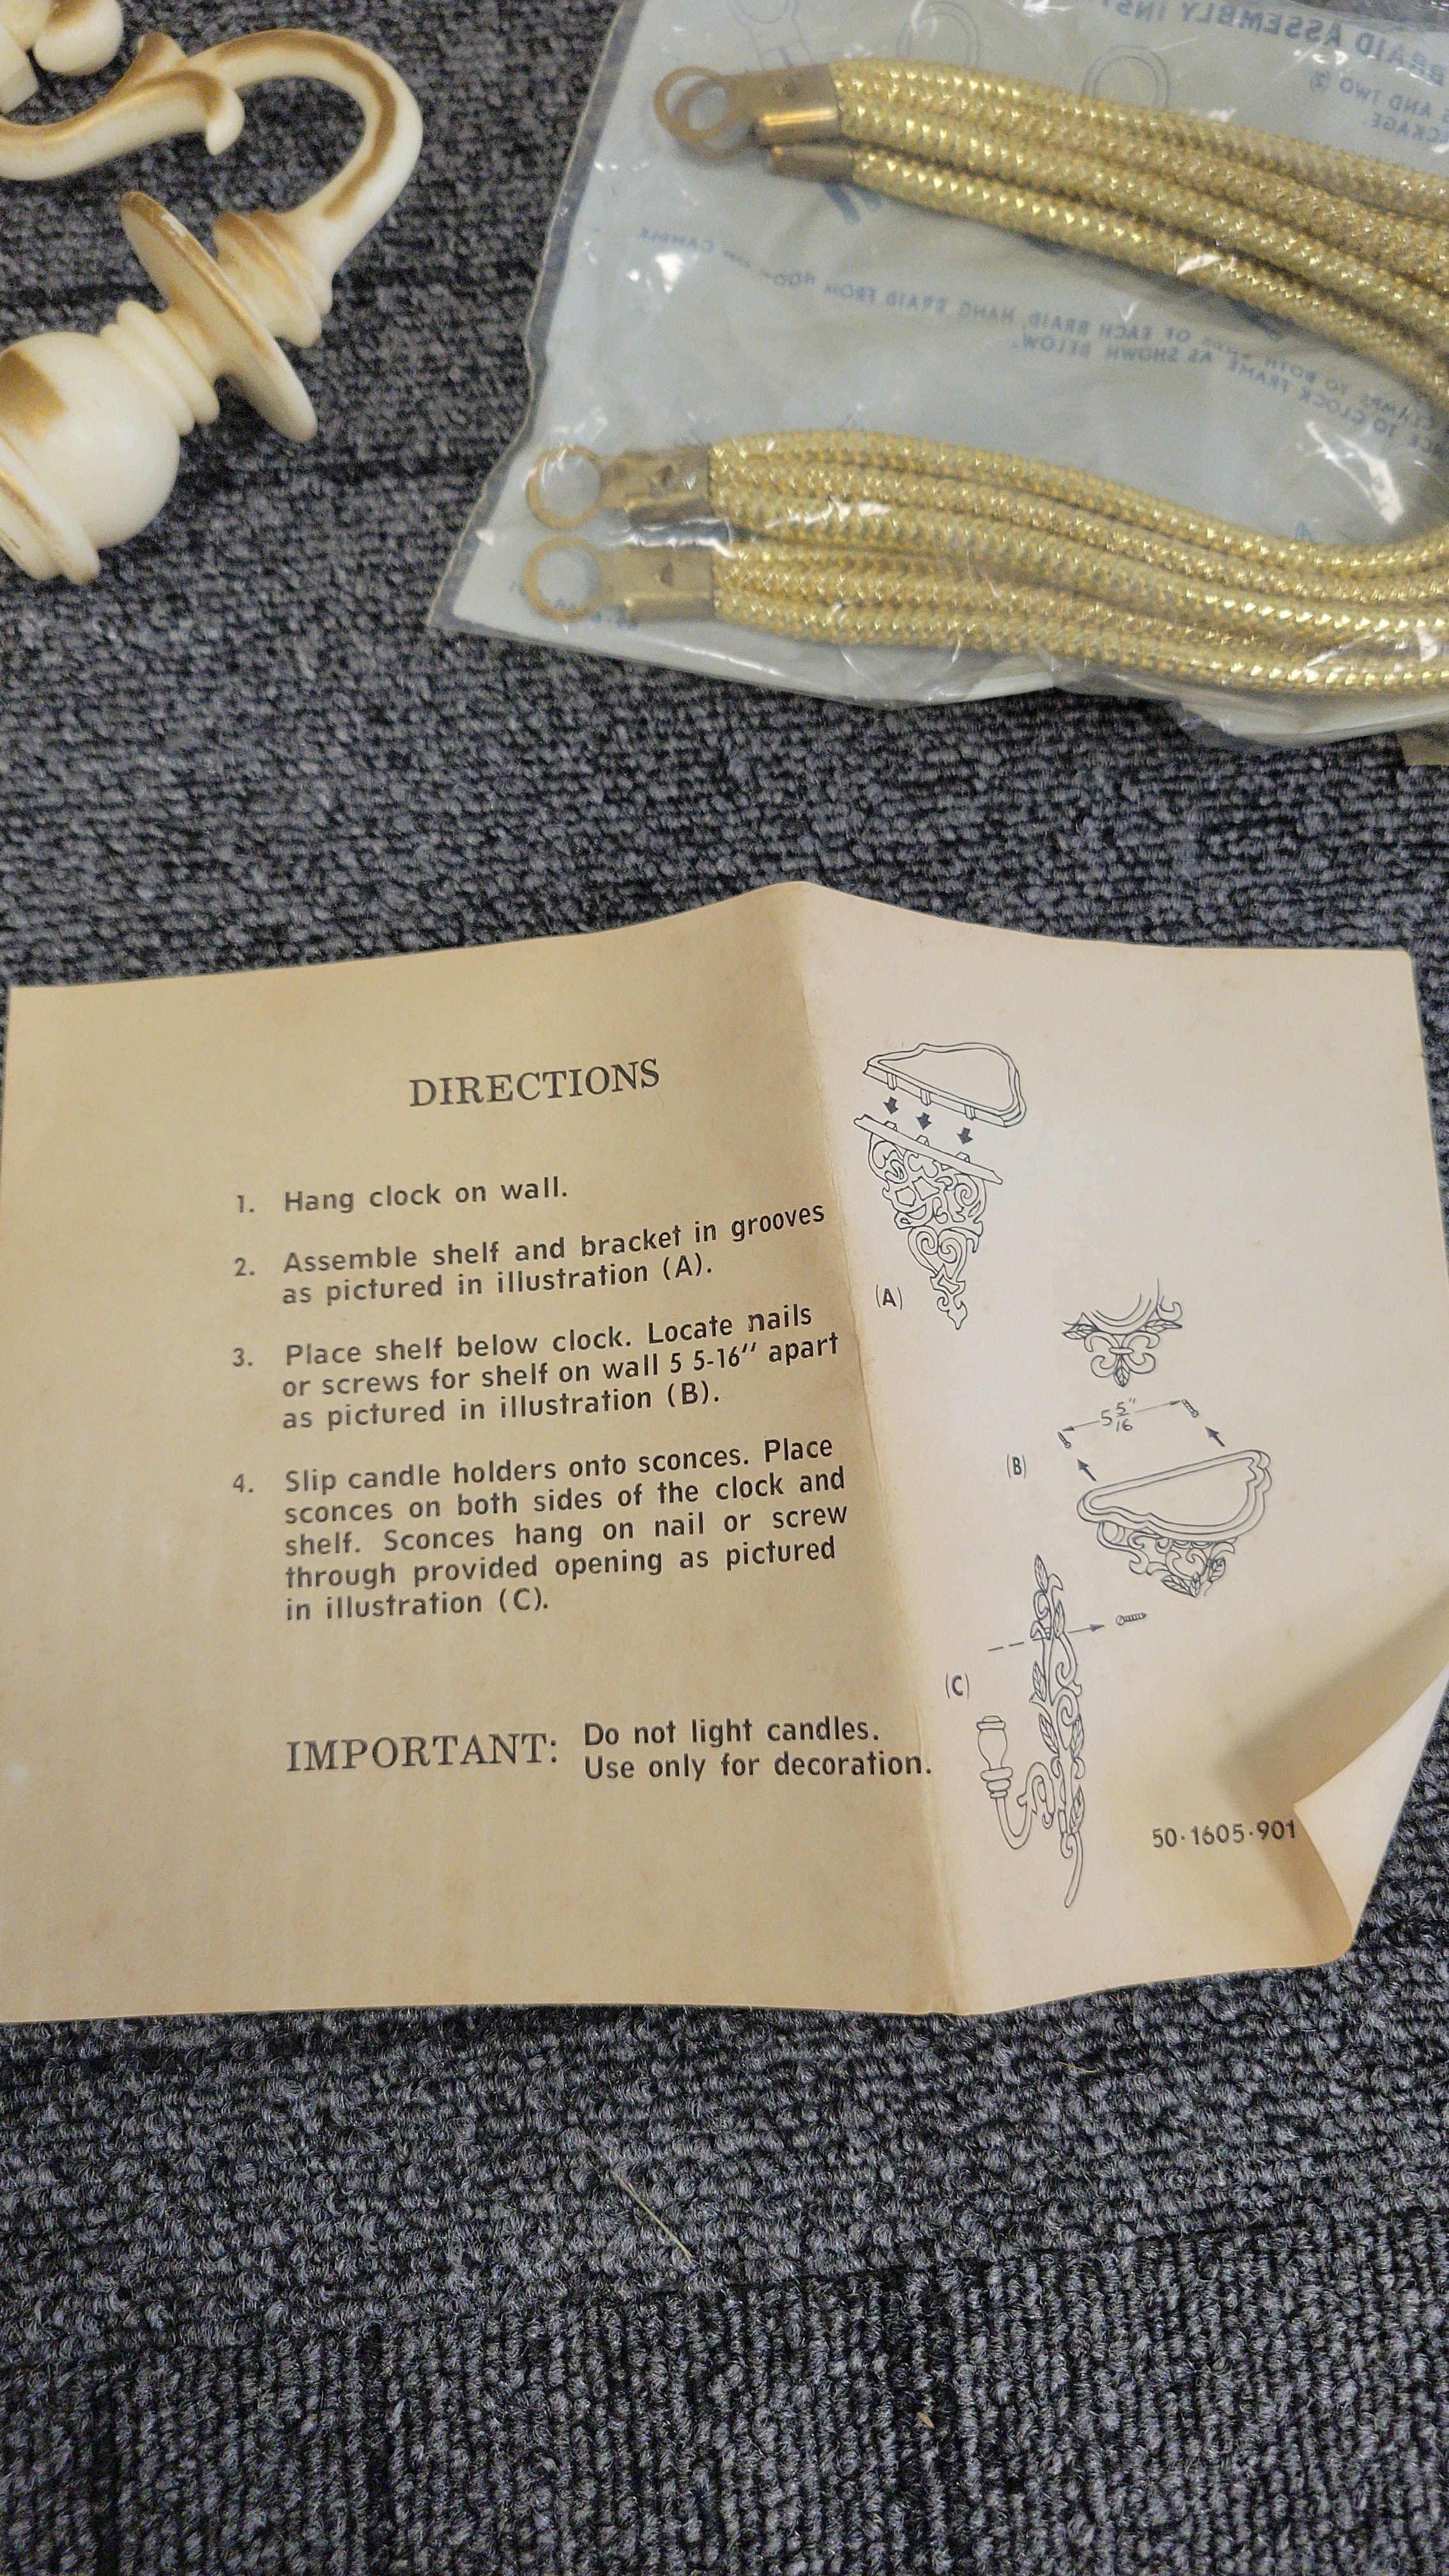 BRAID ASSEMBLY
AND TWO ②
OF EACH BRAID, HANG BRAID FROM HOOK ON CANDLE
TO BOTH
TO CLOCK FRAME AS SHOWN BELOW.
DIRECTIONS
1. Hang clock on wall.
2. Assemble shelf and bracket in grooves
as pictured in illustration (A).
3. Place shelf below clock. Locate nails
or screws for shelf on wall 5 5-16" apart
as pictured in illustration (B).
4. Slip candle holders onto sconces. Place
sconces on both sides of the clock and
shelf. Sconces hang on nail or screw
through provided opening as pictured
in illustration (C).
IMPORTANT: Do not light candles.
Use only for decoration.
(A)
5 5/16"
(B)
(C)
50·1605·901